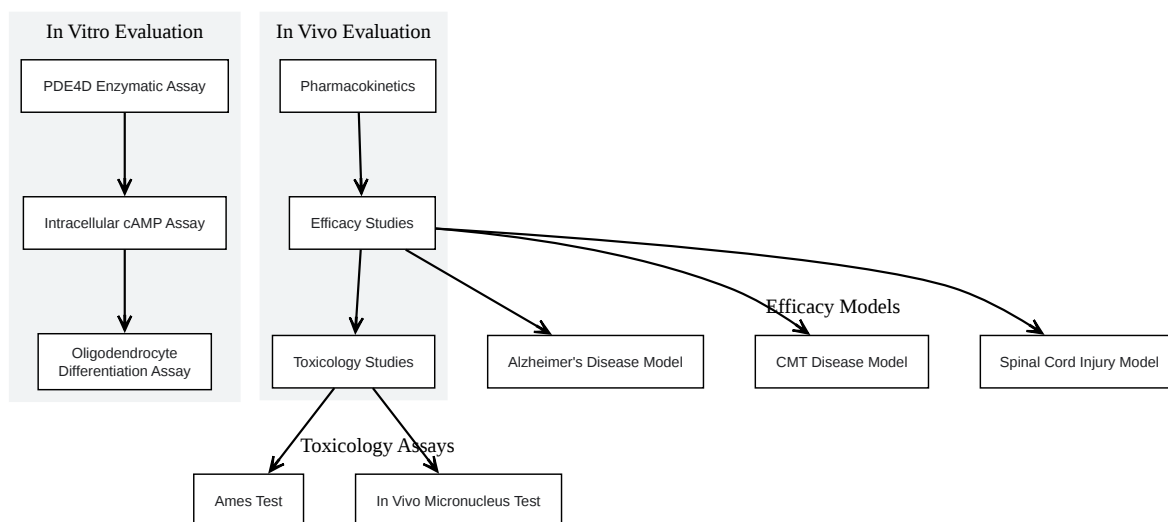 In Vitro Evaluation
In Vivo Evaluation
PDE4D Enzymatic Assay
Pharmacokinetics
Intracellular cAMP Assay
Efficacy Studies
Efficacy Models
Oligodendrocyte
Differentiation Assay
Toxicology Studies
Alzheimer's Disease Model
CMT Disease Model
Spinal Cord Injury Model
Toxicology Assays
Ames Test
In Vivo Micronucleus Test